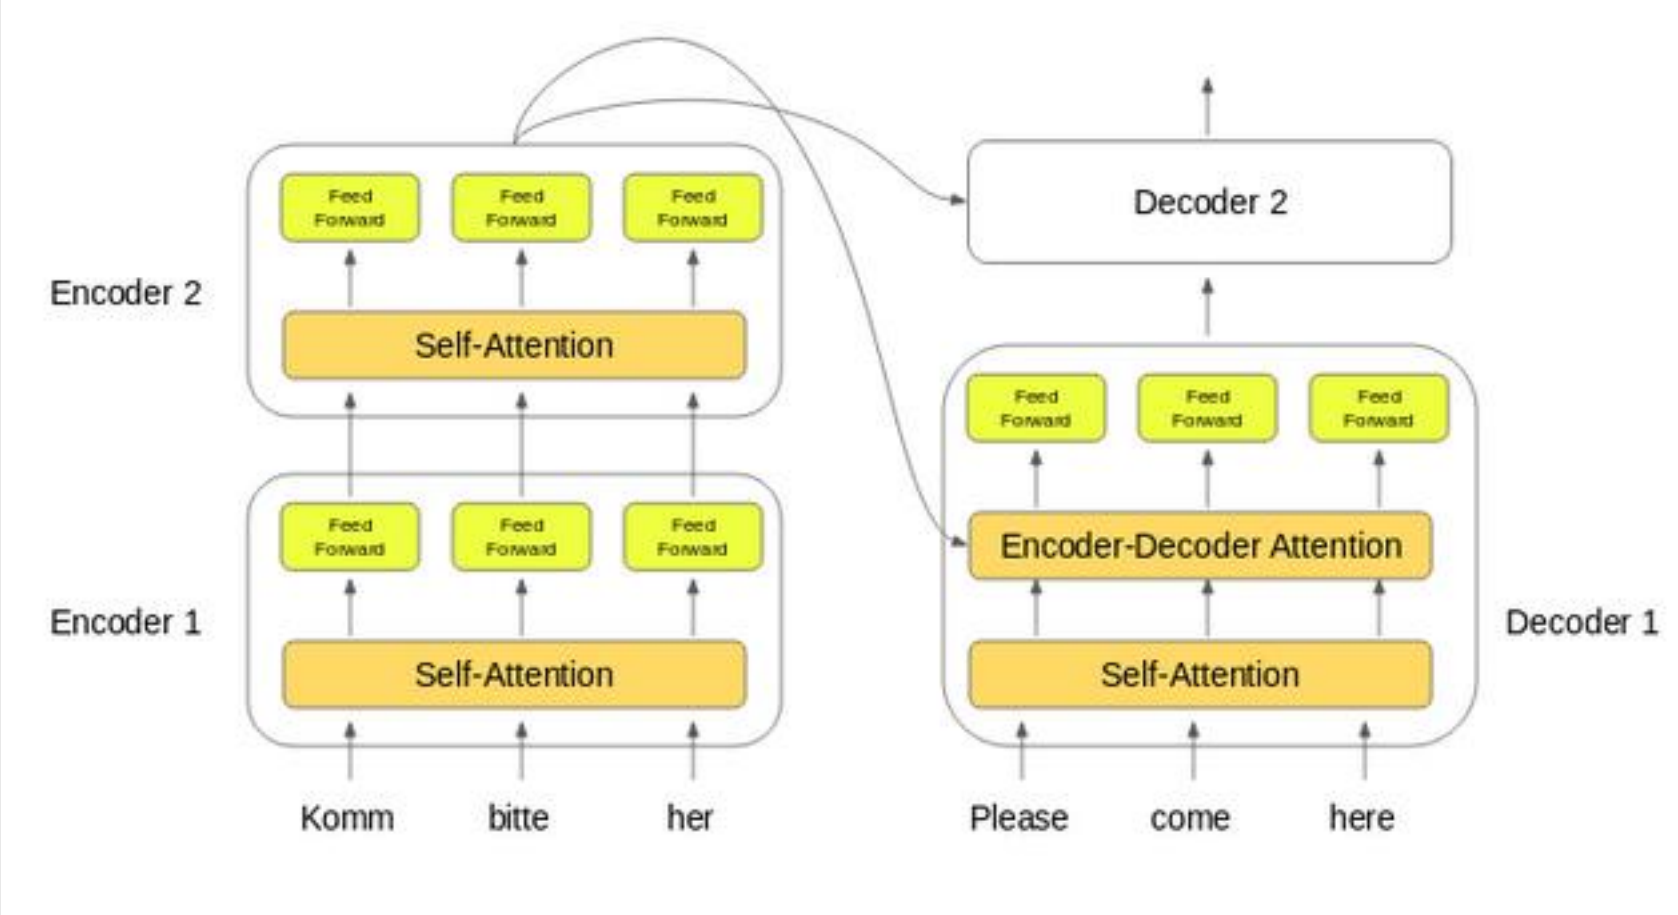 Feed
Forward
Feed
Forward
Feed
Forward
Encoder 2
Self-Attention
Feed
Forward
Feed
Forward
Feed
Forward
Encoder 1
Self-Attention
Komm
bitte
her
Decoder 2
Feed
Forward
Feed
Forward
Feed
Forward
Encoder-Decoder Attention
Decoder 1
Self-Attention
Please
come
here